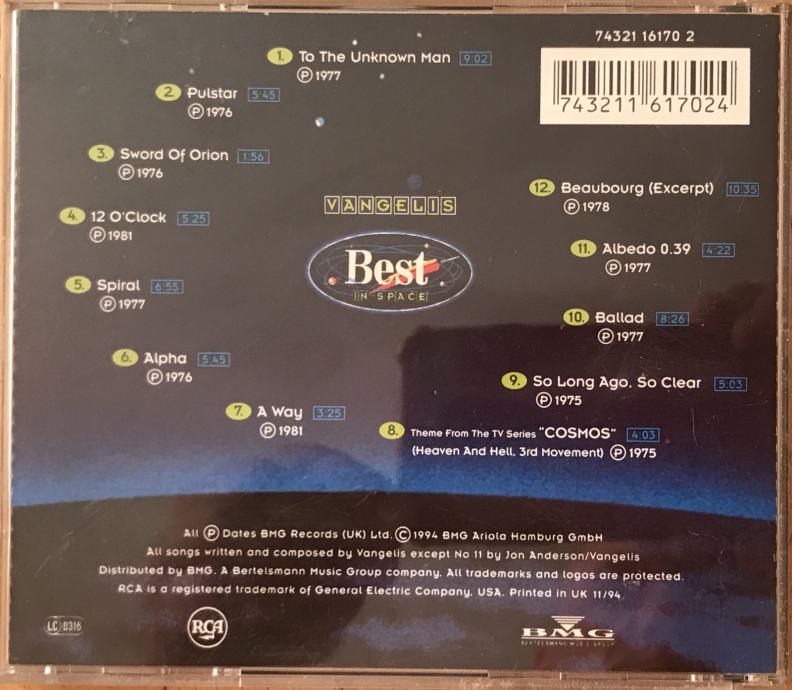 74321 16170 2
743211 617024
1. To The Unknown Man 9:02
Ⓟ 1977
2. Pulstar 5:45
Ⓟ 1976
3. Sword Of Orion 1:56
Ⓟ 1976
4. 12 O'Clock 5:25
Ⓟ 1981
5. Spiral 6:55
Ⓟ 1977
6. Alpha 5:45
Ⓟ 1976
7. A Way 3:25
Ⓟ 1981
8. Theme From The TV Series "COSMOS" 4:03
(Heaven And Hell, 3rd Movement) Ⓟ 1975
9. So Long Ago, So Clear 5:03
Ⓟ 1975
10. Ballad 8:26
Ⓟ 1977
11. Albedo 0.39 4:22
Ⓟ 1977
12. Beaubourg (Excerpt) 10:35
Ⓟ 1978
VANGELIS
Best
IN SPACE
All Ⓟ Dates BMG Records (UK) Ltd. © 1994 BMG Ariola Hamburg GmbH
All songs written and composed by Vangelis except No 11 by Jon Anderson/Vangelis
Distributed by BMG. A Bertelsmann Music Group company. All trademarks and logos are protected.
RCA is a registered trademark of General Electric Company, USA. Printed in UK 11/94.
LC 0316
RCA
BMG
BERTELSMANN MUSIC GROUP